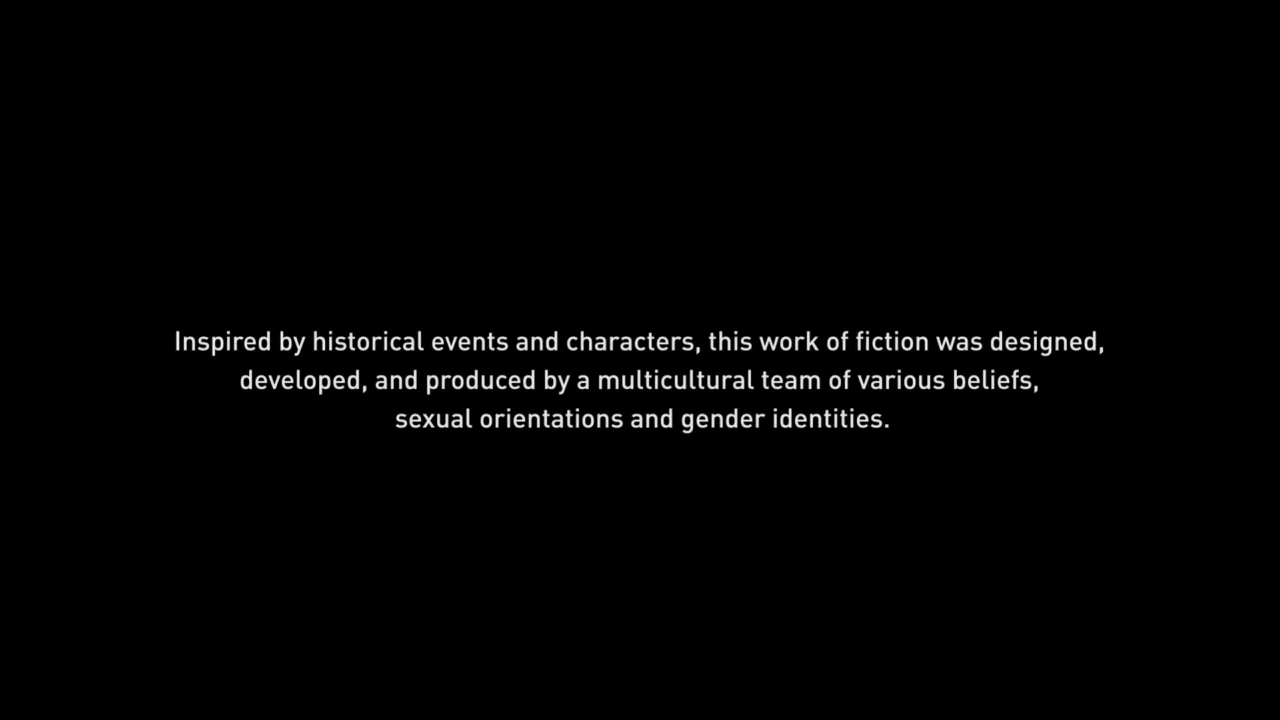 Inspired by historical events and characters, this work of fiction was designed,
developed, and produced by a multicultural team of various beliefs,
sexual orientations and gender identities.